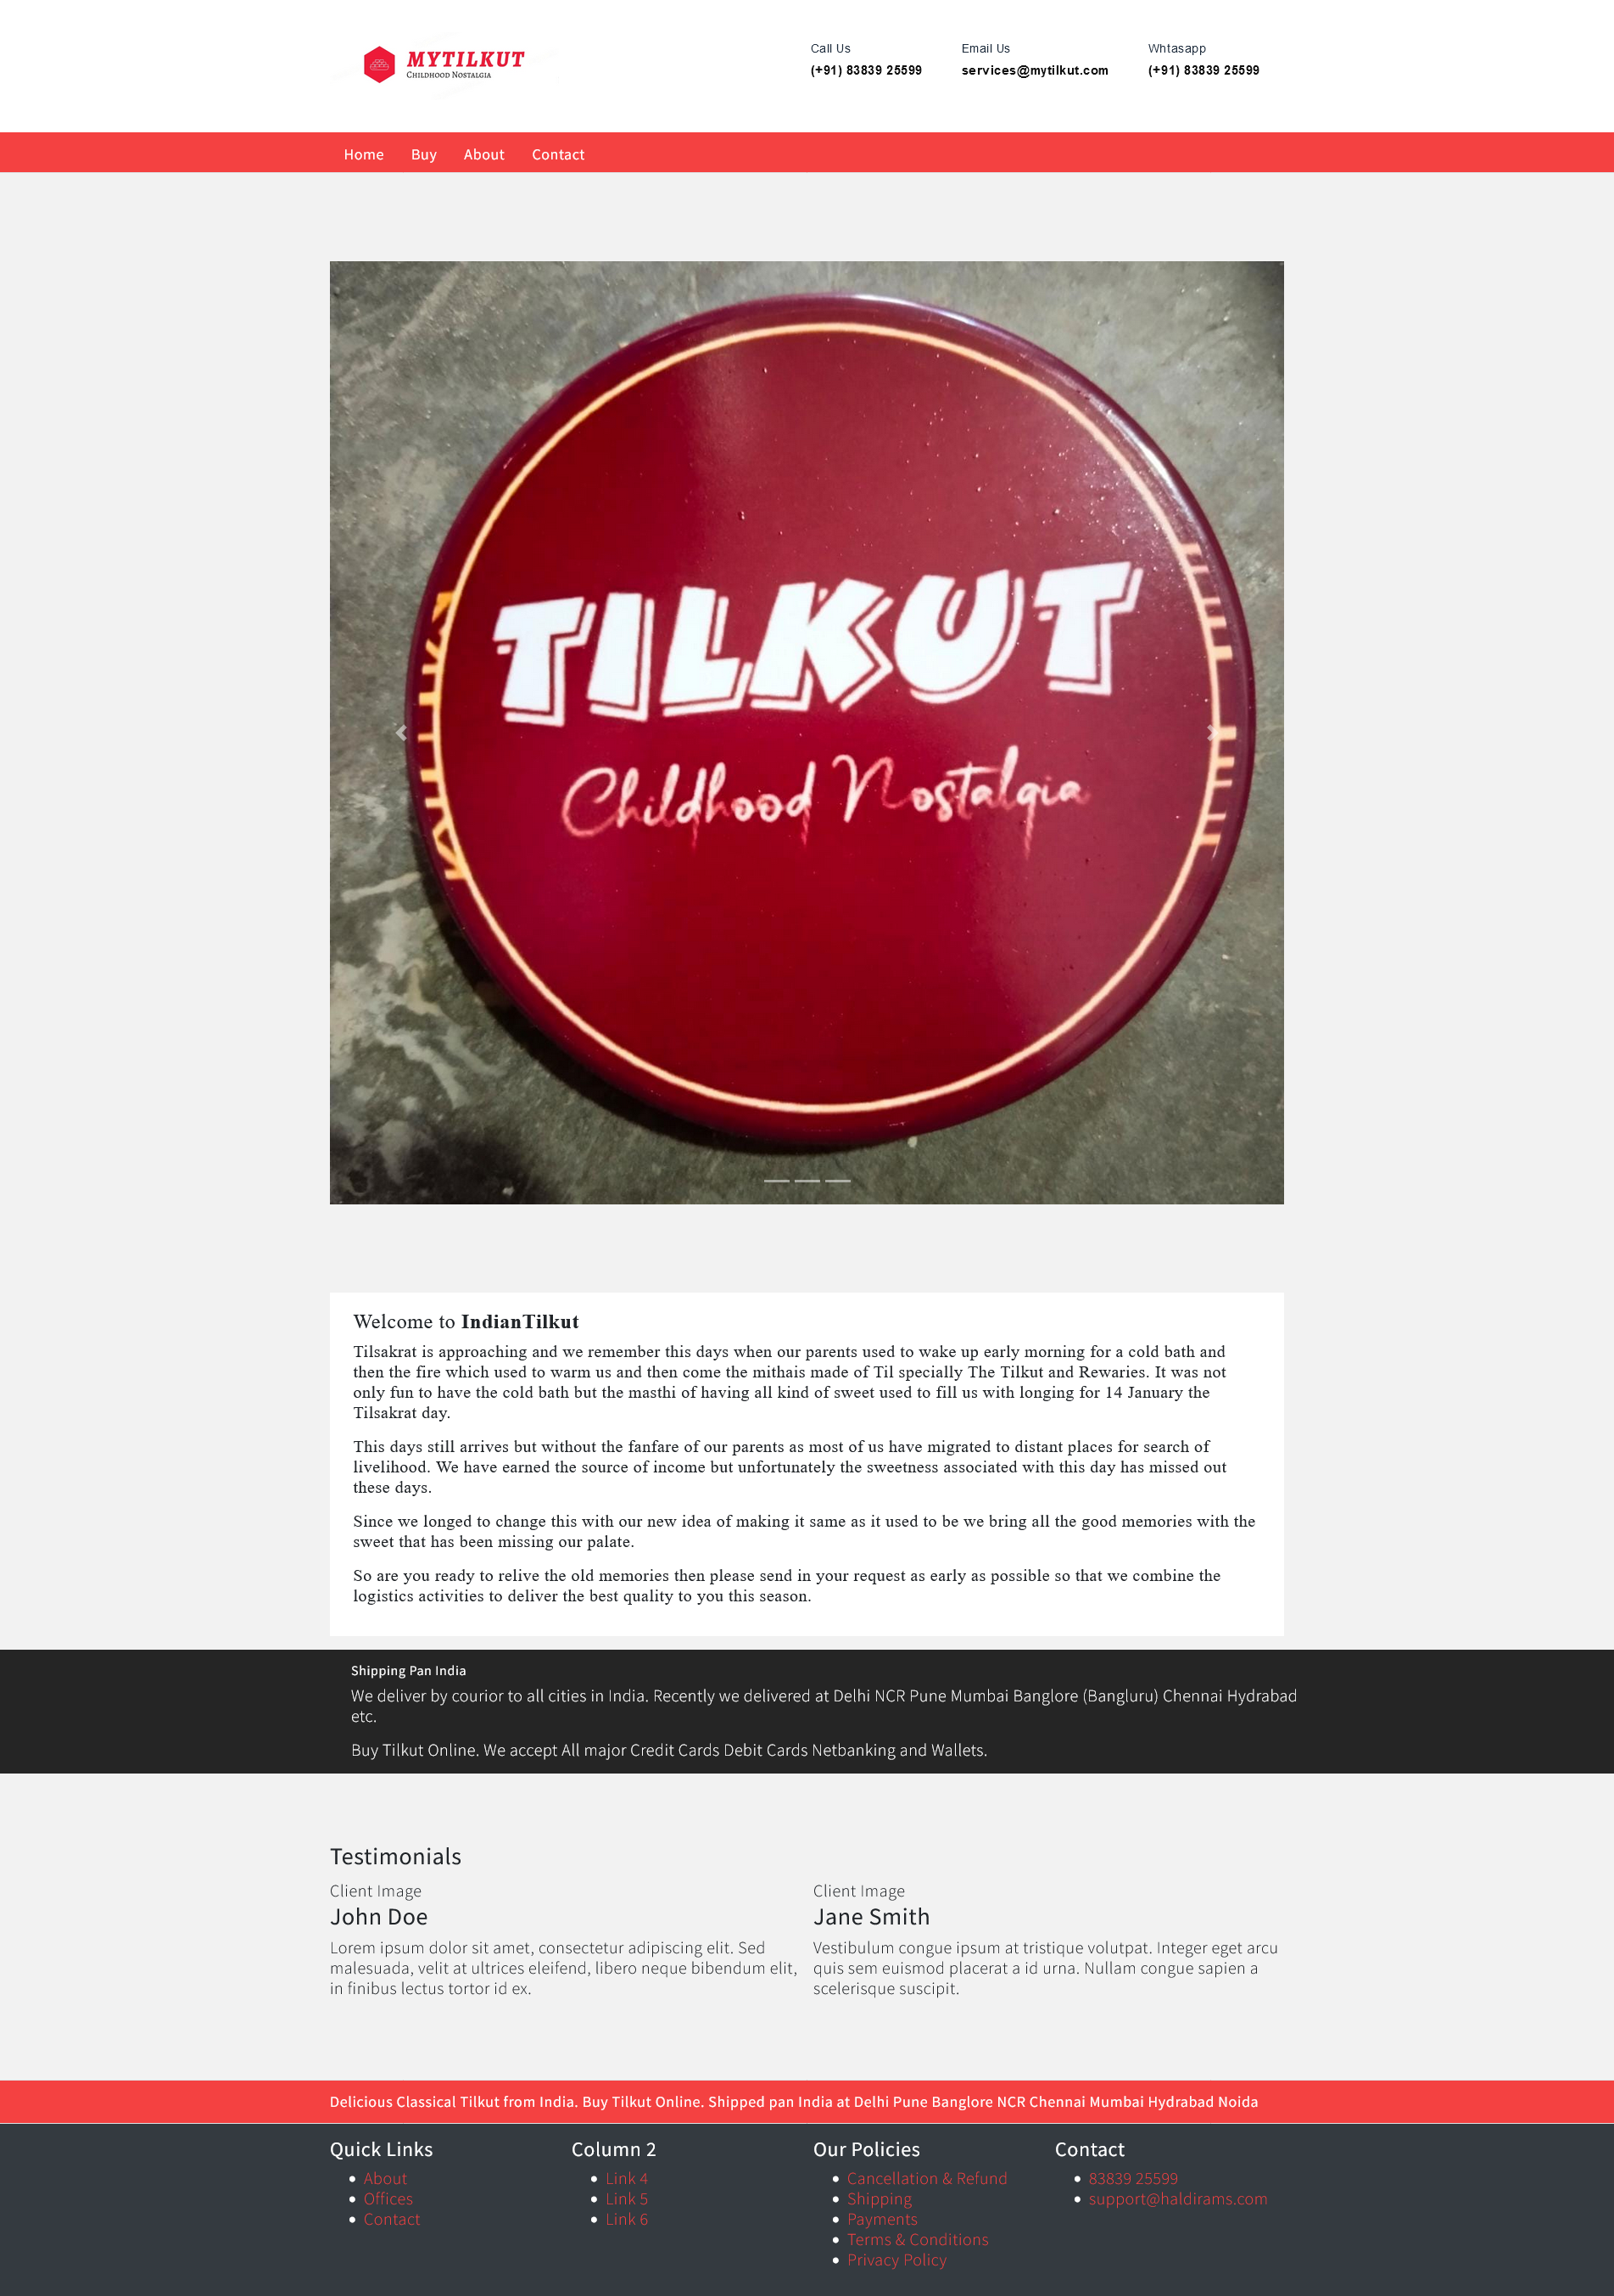 MYTILKUT
Childhood Nostalgia
Call Us
(+91) 83839 25599
Email Us
services@mytilkut.com
Whtasapp
(+91) 83839 25599
Home Buy About Contact
TILKUT
Childhood Nostalgia
Welcome to IndianTilkut
Tilsakrat is approaching and we remember this days when our parents used to wake up early morning for a cold bath and
then the fire which used to warm us and then come the mithais made of Til specially The Tilkut and Rewaries. It was not
only fun to have the cold bath but the masthi of having all kind of sweet used to fill us with longing for 14 January the
Tilsakrat day.
This days still arrives but without the fanfare of our parents as most of us have migrated to distant places for search of
livelihood. We have earned the source of income but unfortunately the sweetness associated with this day has missed out
these days.
Since we longed to change this with our new idea of making it same as it used to be we bring all the good memories with the
sweet that has been missing our palate.
So are you ready to relive the old memories then please send in your request as early as possible so that we combine the
logistics activities to deliver the best quality to you this season.
Shipping Pan India
We deliver by courior to all cities in India. Recently we delivered at Delhi NCR Pune Mumbai Banglore (Bangluru) Chennai Hydrabad
etc.
Buy Tilkut Online. We accept All major Credit Cards Debit Cards Netbanking and Wallets.
Testimonials
Client Image
John Doe
Lorem ipsum dolor sit amet, consectetur adipiscing elit. Sed
malesuada, velit at ultrices eleifend, libero neque bibendum elit,
in finibus lectus tortor id ex.
Client Image
Jane Smith
Vestibulum congue ipsum at tristique volutpat. Integer eget arcu
quis sem euismod placerat a id urna. Nullam congue sapien a
scelerisque suscipit.
Delicious Classical Tilkut from India. Buy Tilkut Online. Shipped pan India at Delhi Pune Banglore NCR Chennai Mumbai Hydrabad Noida
Quick Links
About
Offices
Contact
Column 2
Link 4
Link 5
Link 6
Our Policies
Cancellation & Refund
Shipping
Payments
Terms & Conditions
Privacy Policy
Contact
83839 25599
support@haldirams.com